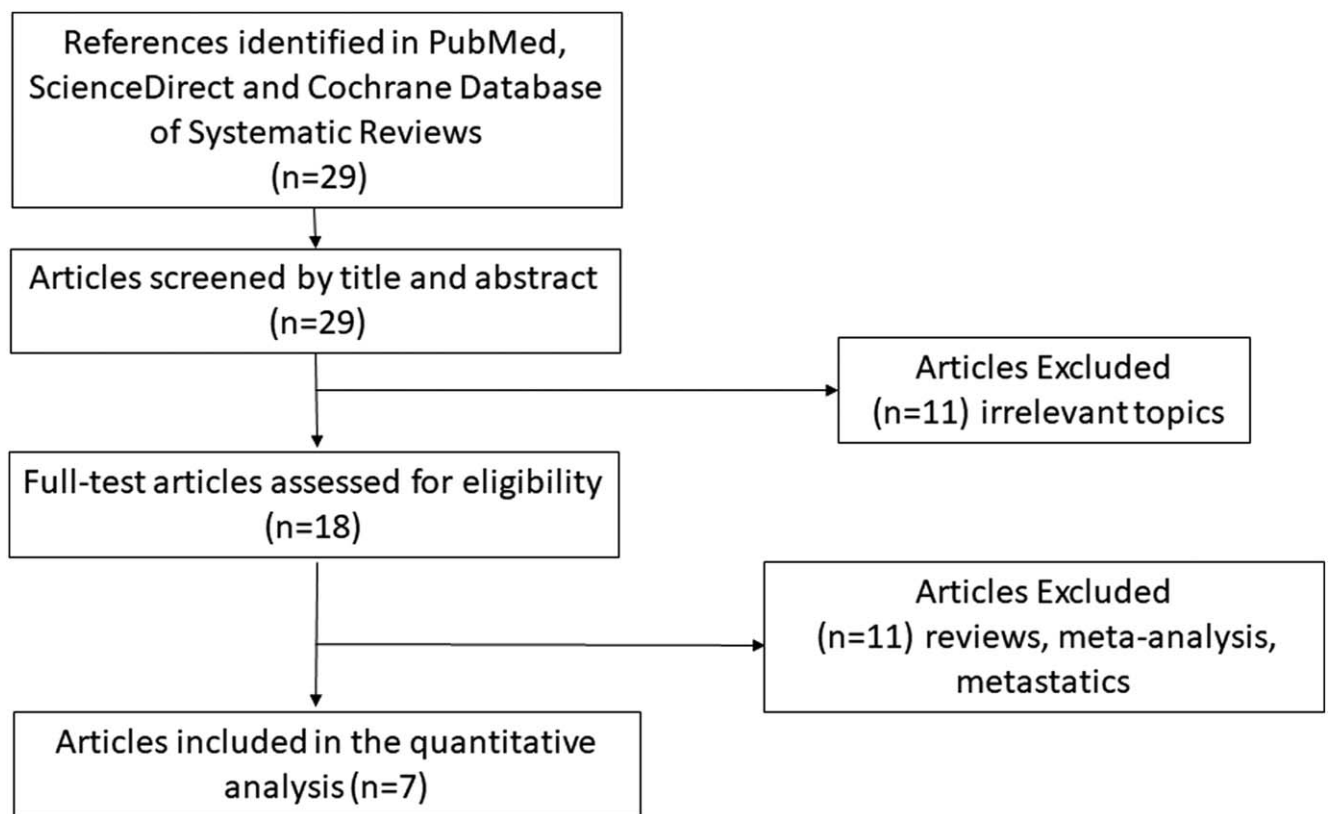 References identified in PubMed,
ScienceDirect and Cochrane Database
of Systematic Reviews
(n=29)
Articles screened by title and abstract
(n=29)
Articles Excluded
(n=11) irrelevant topics
Full-test articles assessed for eligibility
(n=18)
Articles Excluded
(n=11) reviews, meta-analysis,
metastatics
Articles included in the quantitative
analysis (n=7)